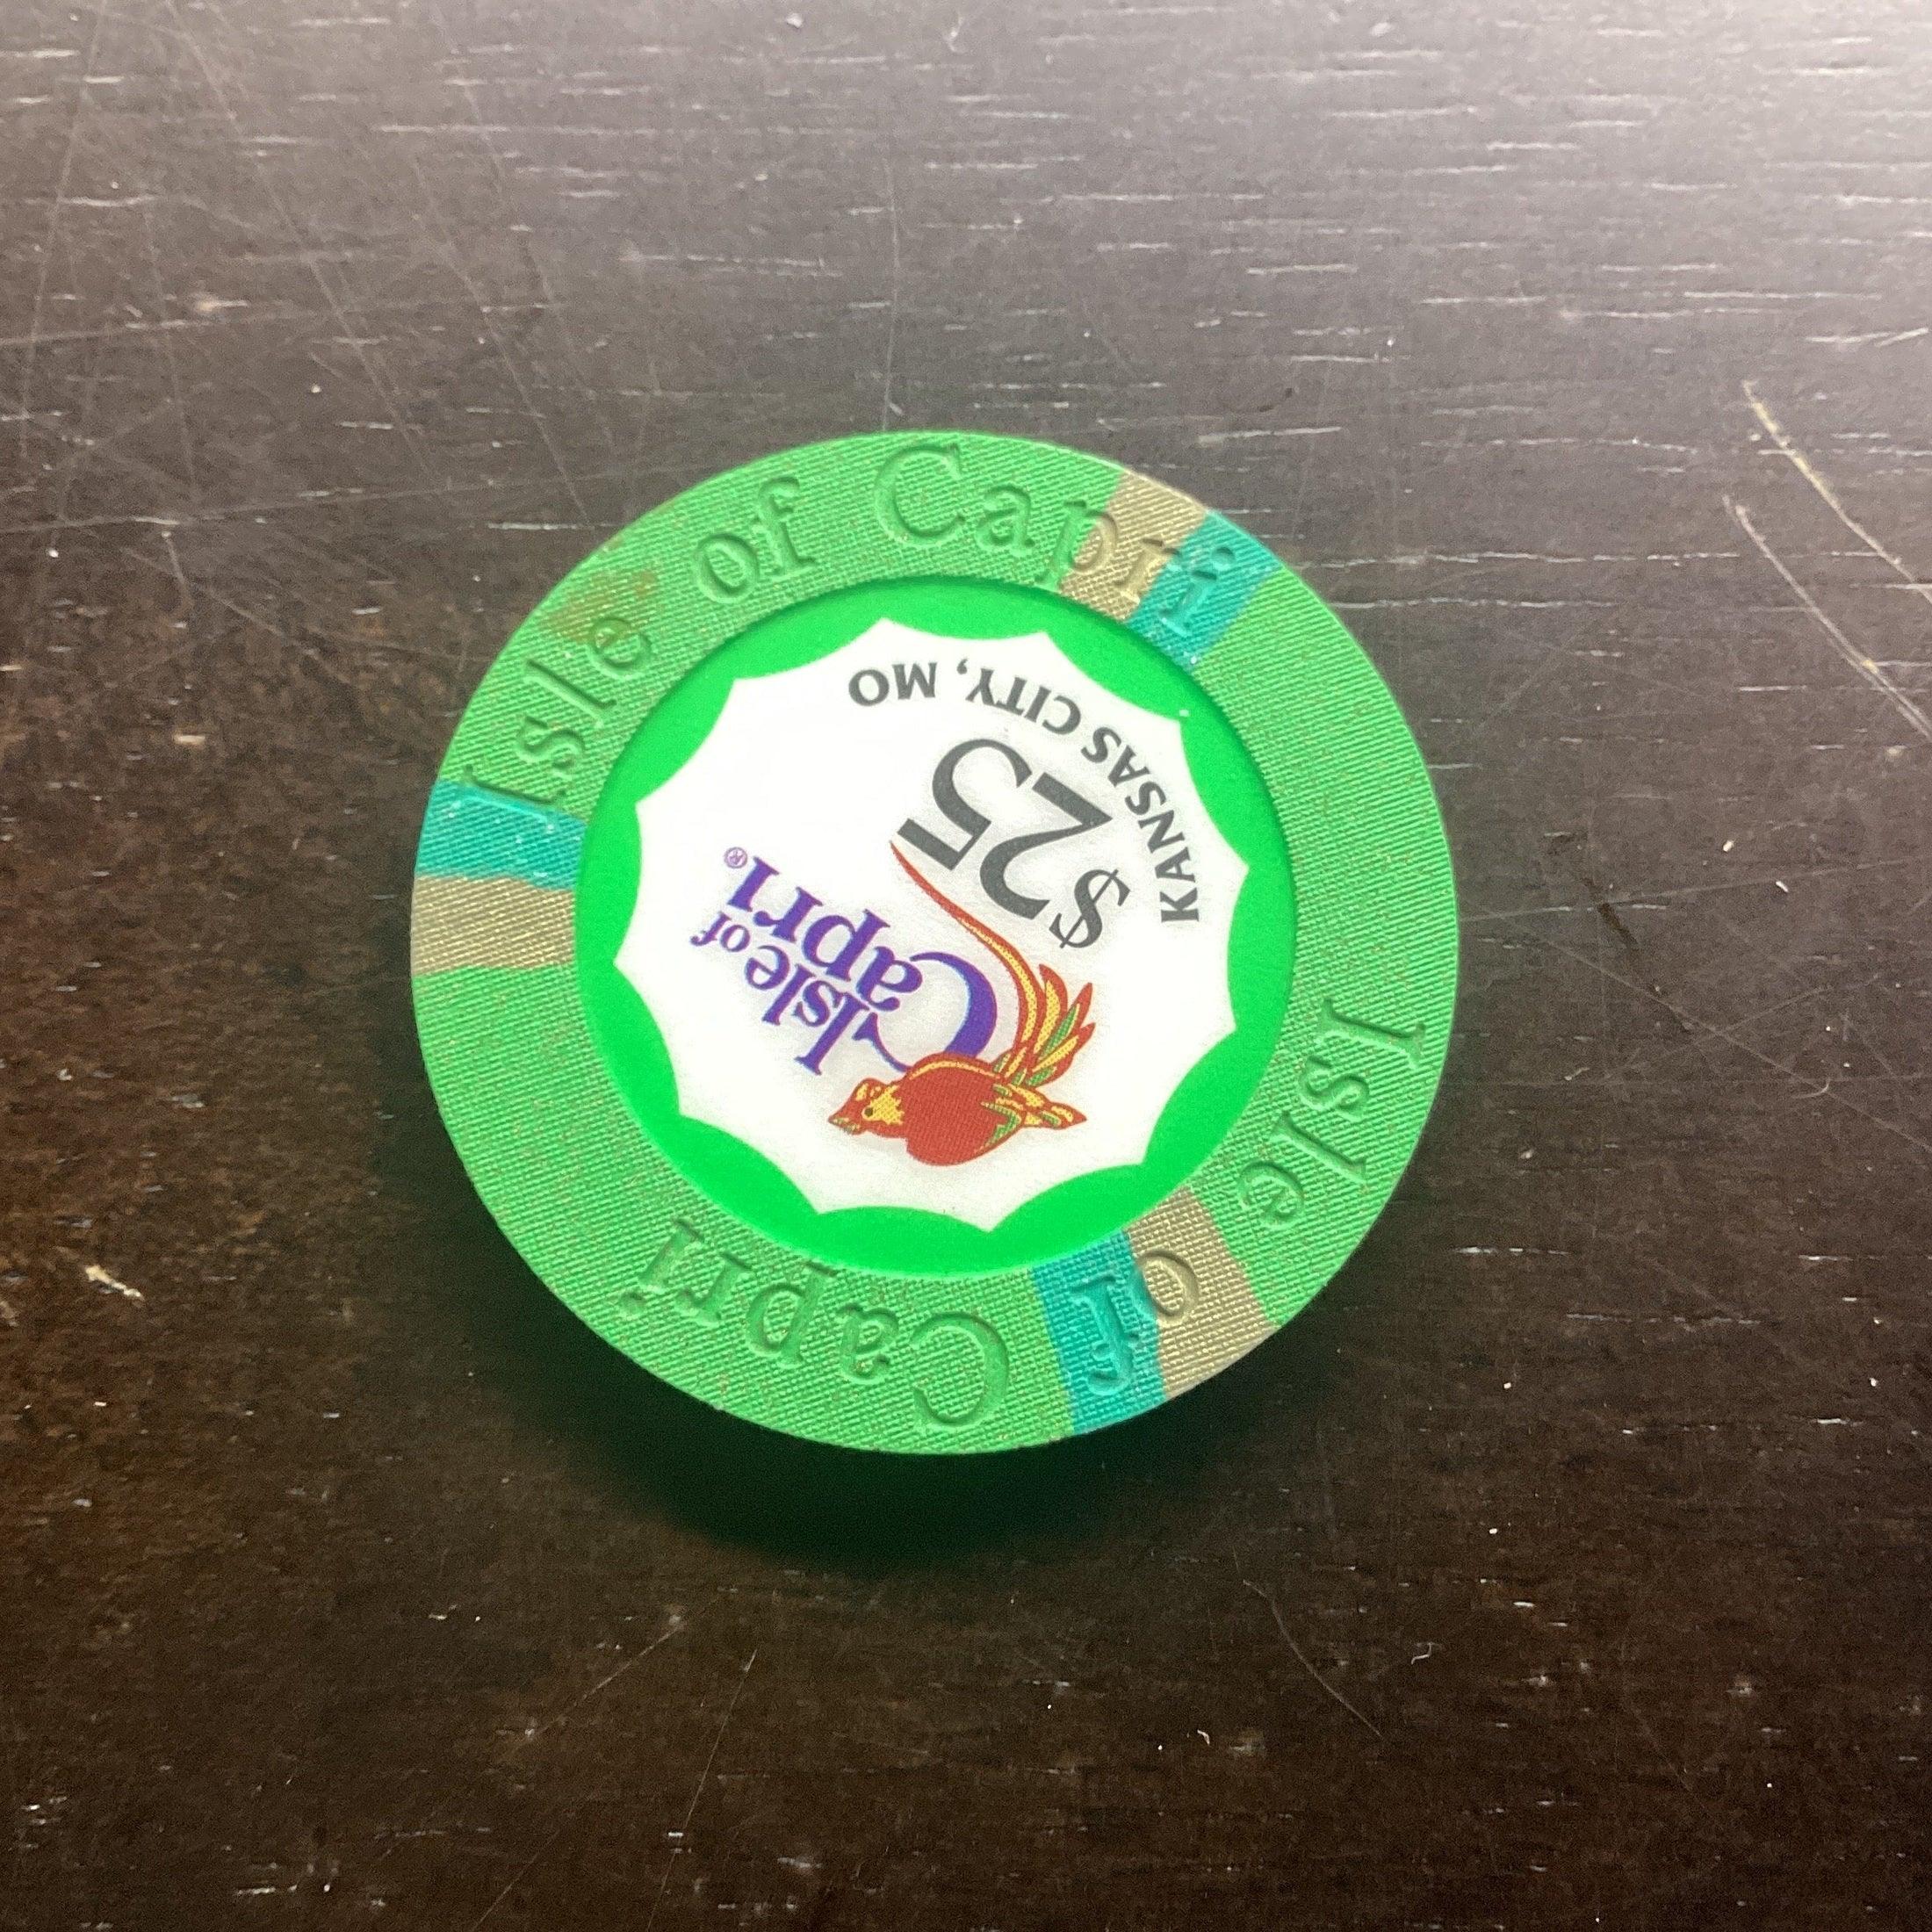 Isle of Capri
Isle of Capri
Isle of
Capri®
$25
KANSAS CITY, MO